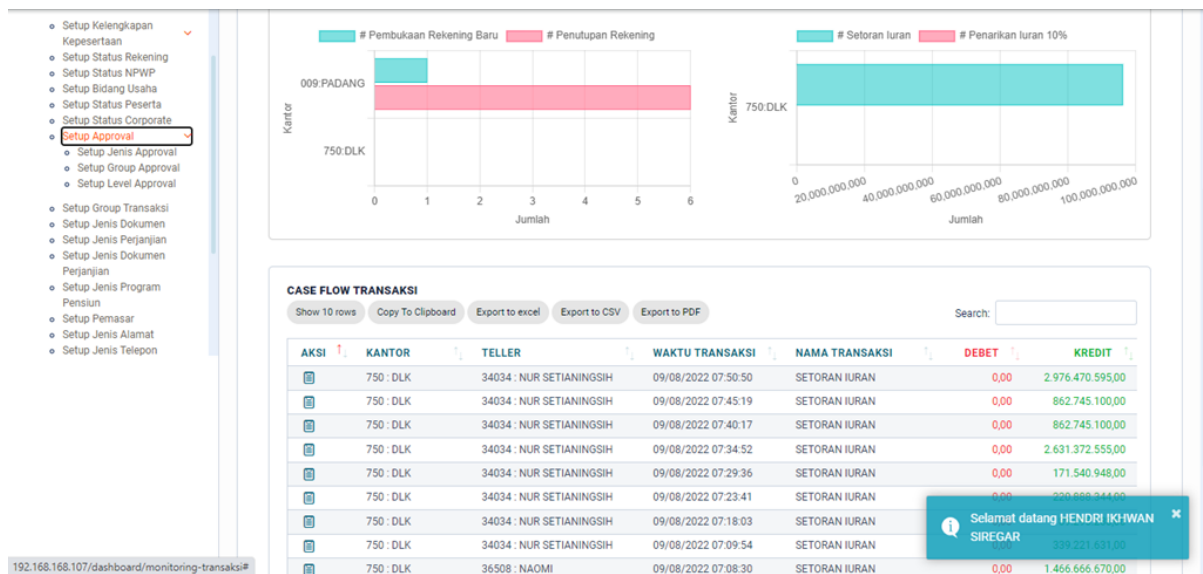 Setup Kelengkapan
Kepesertaan
Setup Status Rekening
Setup Status NPWP
Setup Bidang Usaha
Setup Status Peserta
Setup Status Corporate
Setup Approval
Setup Jenis Approval
Setup Group Approval
Setup Level Approval
Setup Group Transaksi
Setup Jenis Dokumen
Setup Jenis Perjanjian
Setup Jenis Dokumen
Perjanjian
Setup Jenis Program
Pensiun
Setup Pemasar
Setup Jenis Alamat
Setup Jenis Telepon
# Pembukaan Rekening Baru # Penutupan Rekening
Kantor
009:PADANG
750:DLK
0 1 2 3 4 5 6
Jumlah
# Setoran Iuran # Penarikan Iuran 10%
Kantor
750:DLK
0 20,000,000,000 40,000,000,000 60,000,000,000 80,000,000,000 100,000,000,000
Jumlah
CASE FLOW TRANSAKSI
Show 10 rows Copy To Clipboard Export to excel Export to CSV Export to PDF Search:
AKSI KANTOR TELLER WAKTU TRANSAKSI NAMA TRANSAKSI DEBET KREDIT
750 : DLK 34034 : NUR SETIANINGSIH 09/08/2022 07:50:50 SETORAN IURAN 0,00 2.976.470.595,00
750 : DLK 34034 : NUR SETIANINGSIH 09/08/2022 07:45:19 SETORAN IURAN 0,00 862.745.100,00
750 : DLK 34034 : NUR SETIANINGSIH 09/08/2022 07:40:17 SETORAN IURAN 0,00 862.745.100,00
750 : DLK 34034 : NUR SETIANINGSIH 09/08/2022 07:34:52 SETORAN IURAN 0,00 2.631.372.555,00
750 : DLK 34034 : NUR SETIANINGSIH 09/08/2022 07:29:36 SETORAN IURAN 0,00 171.540.948,00
750 : DLK 34034 : NUR SETIANINGSIH 09/08/2022 07:23:41 SETORAN IURAN 0,00
750 : DLK 34034 : NUR SETIANINGSIH 09/08/2022 07:18:03 SETORAN IURAN
750 : DLK 34034 : NUR SETIANINGSIH 09/08/2022 07:09:54 SETORAN IURAN 0,00 339.221.631,00
750 : DLK 36508 : NAOMI 09/08/2022 07:08:30 SETORAN IURAN 0,00 1.466.666.670,00
Selamat datang HENDRI IKHWAN
SIREGAR
192.168.168.107/dashboard/monitoring-transaksi#